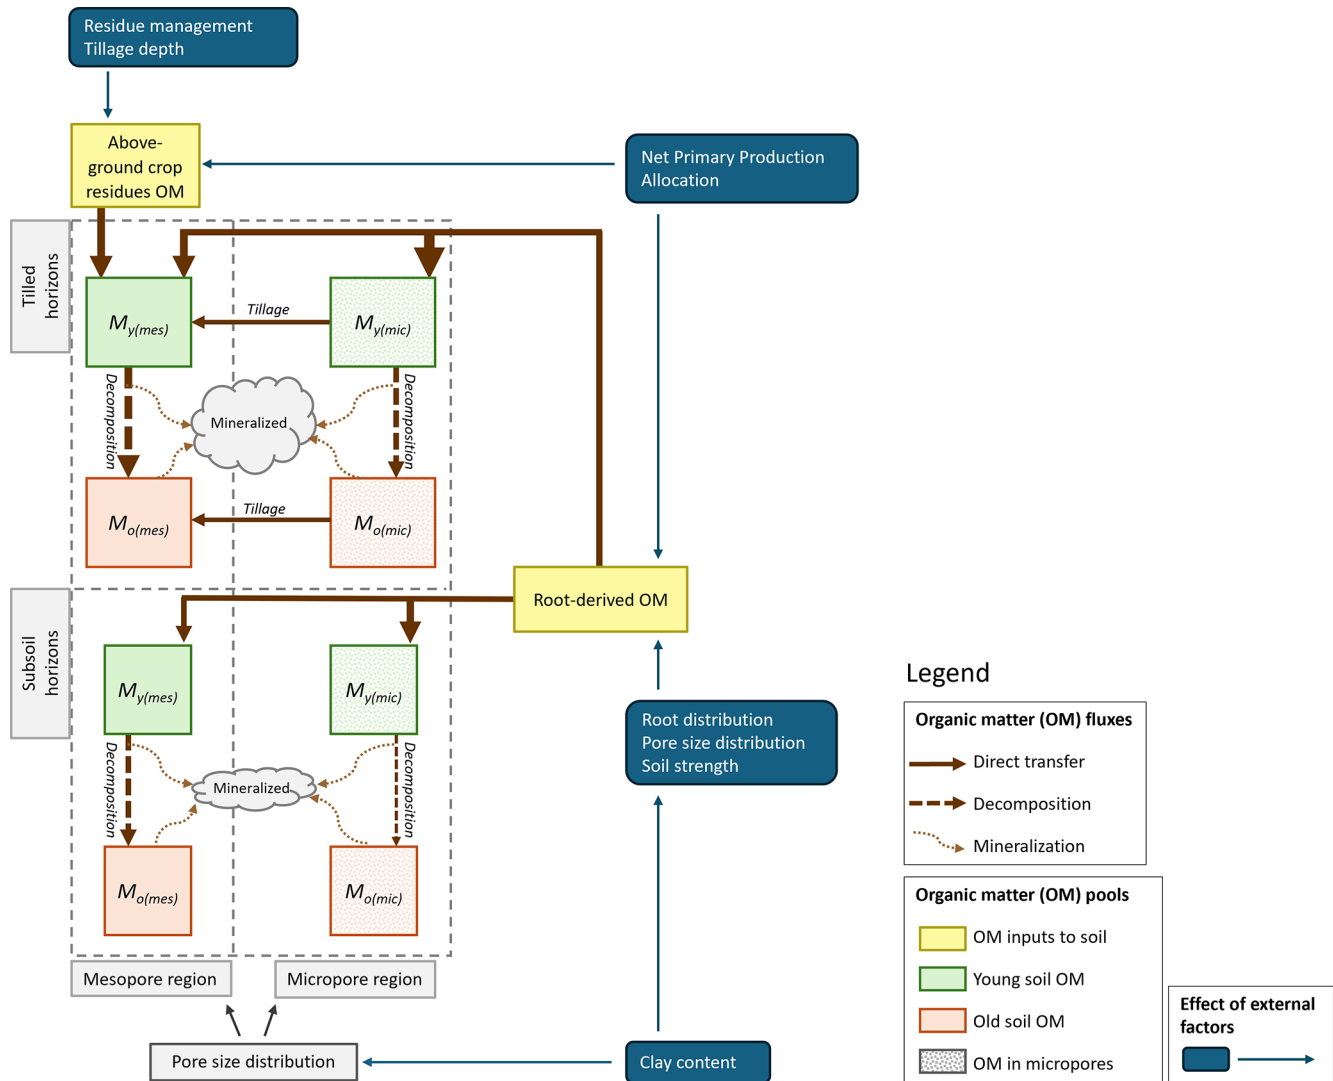 Residue management
Tillage depth
Above-
ground crop
residues OM
Net Primary Production
Allocation
Tilled
horizons
My(mes)
Tillage
My(mic)
Decomposition
Mineralized
Decomposition
Mo(mes)
Tillage
Mo(mic)
Root-derived OM
Subsoil
horizons
My(mes)
My(mic)
Decomposition
Mineralized
Decomposition
Mo(mes)
Mo(mic)
Root distribution
Pore size distribution
Soil strength
Mesopore region
Micropore region
Pore size distribution
Clay content
Legend
Organic matter (OM) fluxes
Direct transfer
Decomposition
Mineralization
Organic matter (OM) pools
OM inputs to soil
Young soil OM
Old soil OM
OM in micropores
Effect of external
factors